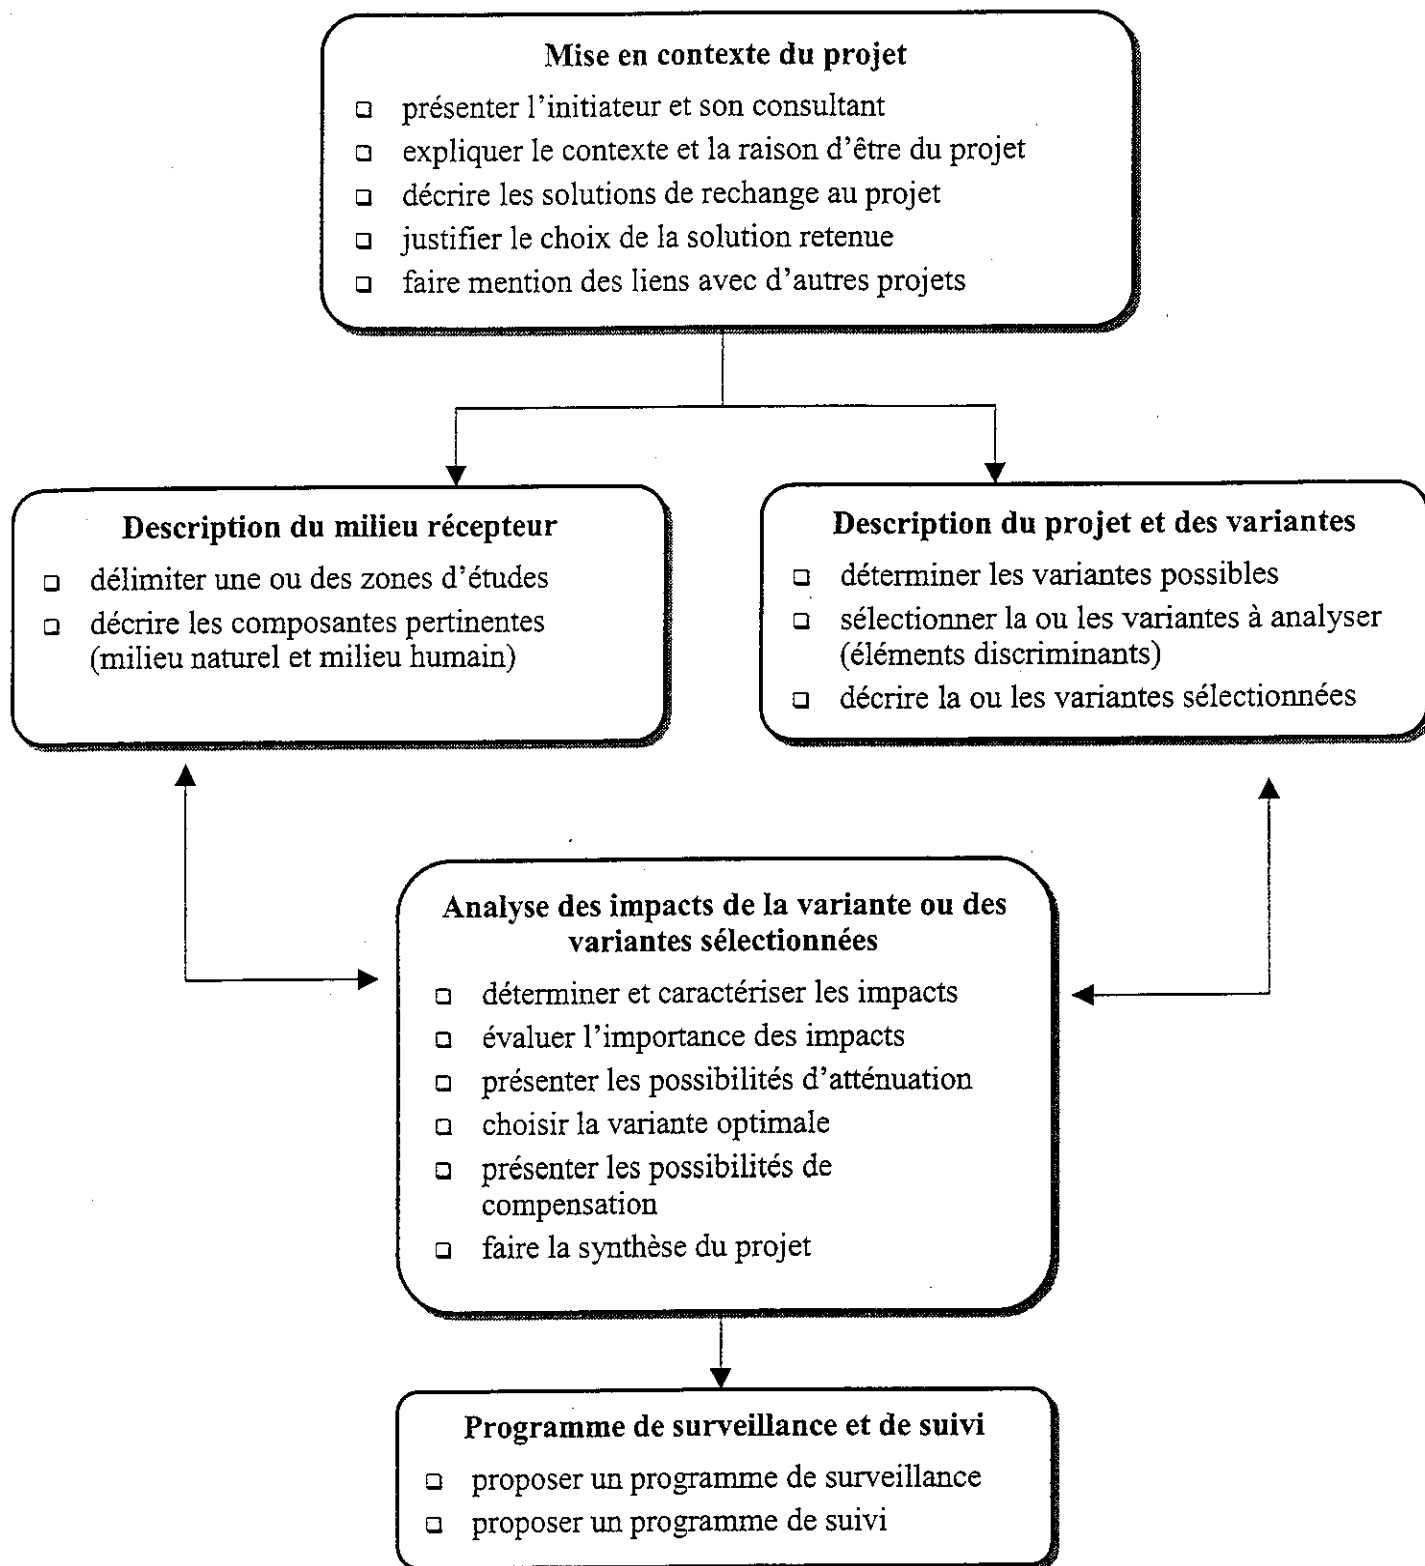 Mise en contexte du projet
❑ présenter l'initiateur et son consultant
❑ expliquer le contexte et la raison d'être du projet
❑ décrire les solutions de rechange au projet
❑ justifier le choix de la solution retenue
❑ faire mention des liens avec d'autres projets
Description du milieu récepteur
❑ délimiter une ou des zones d'études
❑ décrire les composantes pertinentes
(milieu naturel et milieu humain)
Description du projet et des variantes
❑ déterminer les variantes possibles
❑ sélectionner la ou les variantes à analyser
(éléments discriminants)
❑ décrire la ou les variantes sélectionnées
Analyse des impacts de la variante ou des
variantes sélectionnées
❑ déterminer et caractériser les impacts
❑ évaluer l'importance des impacts
❑ présenter les possibilités d'atténuation
❑ choisir la variante optimale
❑ présenter les possibilités de
compensation
❑ faire la synthèse du projet
Programme de surveillance et de suivi
❑ proposer un programme de surveillance
❑ proposer un programme de suivi